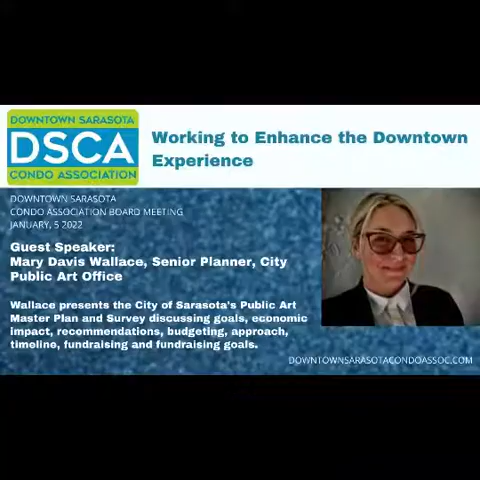 DOWNTOWN SARASOTA
DSCA
CONDO ASSOCIATION
Working to Enhance the Downtown
Experience
DOWNTOWN SARASOTA
CONDO ASSOCIATION BOARD MEETING
JANUARY, 5 2022
Guest Speaker:
Mary Davis Wallace, Senior Planner, City
Public Art Office
Wallace presents the City of Sarasota's Public Art
Master Plan and Survey discussing goals, economic
impact, recommendations, budgeting, approach,
timeline, fundraising and fundraising goals.
DOWNTOWNSARASOTACONDOASSOC.COM